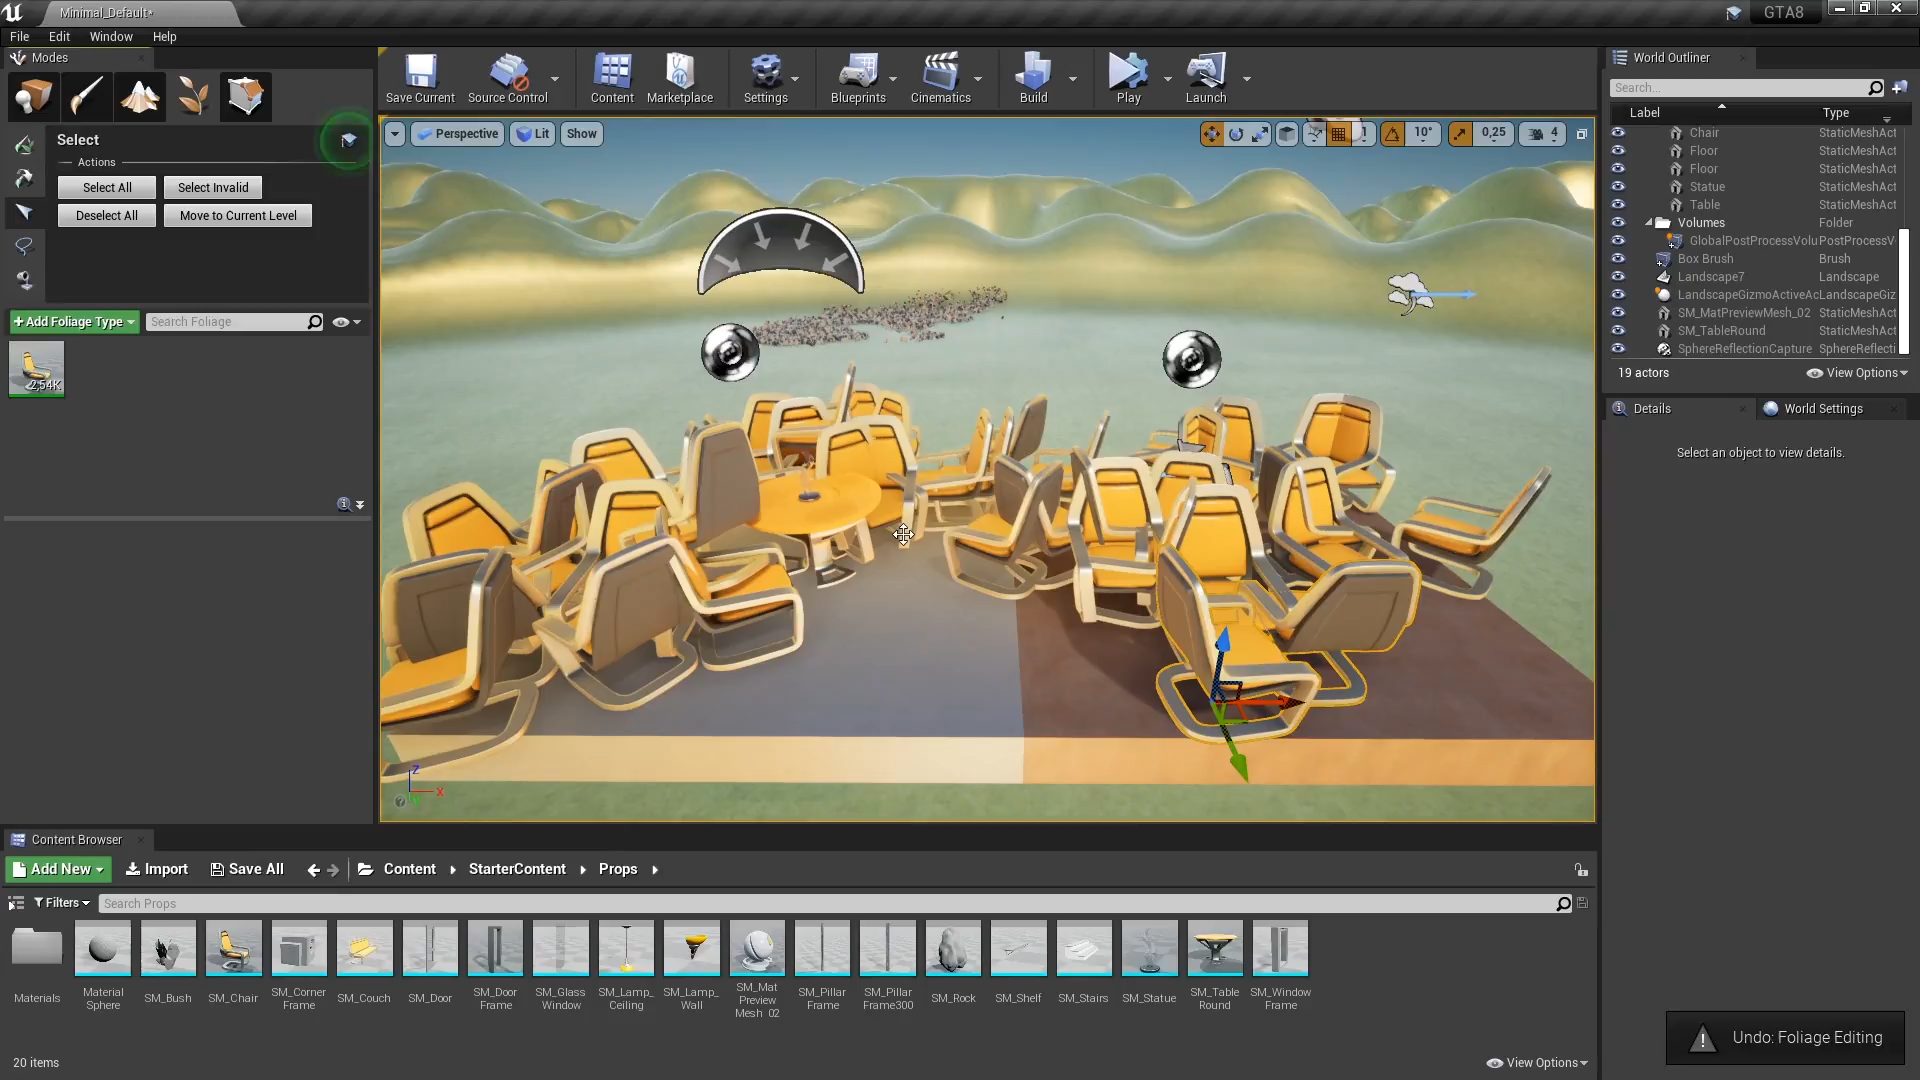 Minimal_Default*
GTA8
File Edit Window Help
Modes
Save Current
Source Control
Content
Marketplace
Settings
Blueprints
Cinematics
Build
Play
Launch
Select
Actions
Select All
Select Invalid
Deselect All
Move to Current Level
+Add Foliage Type
Search Foliage
2,54K
Perspective
Lit
Show
1
10°
0,25
4
Z
X
Y
World Outliner
Search...
Label Type
Chair StaticMeshAct
Floor StaticMeshAct
Floor StaticMeshAct
Statue StaticMeshAct
Table StaticMeshAct
Volumes Folder
GlobalPostProcessVolu PostProcessV
Box Brush Brush
Landscape7 Landscape
LandscapeGizmoActiveAc LandscapeGiz
SM_MatPreviewMesh_02 StaticMeshAct
SM_TableRound StaticMeshAct
SphereReflectionCapture SphereReflecti
19 actors
View Options
Details
World Settings
Select an object to view details.
Content Browser
Add New
Import
Save All
Content
StarterContent
Props
Filters
Search Props
Materials
Material
Sphere
SM_Bush
SM_Chair
SM_Corner
Frame
SM_Couch
SM_Door
SM_Door
Frame
SM_Glass
Window
SM_Lamp_
Ceiling
SM_Lamp_
Wall
SM_Mat
Preview
Mesh_02
SM_Pillar
Frame
SM_Pillar
Frame300
SM_Rock
SM_Shelf
SM_Stairs
SM_Statue
SM_Table
Round
SM_Window
Frame
20 items
View Options
Undo: Foliage Editing